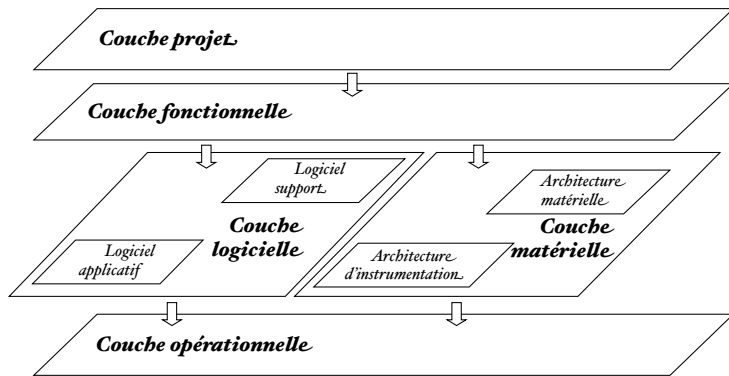 Couche projet
Couche fonctionnelle
Logiciel
support
Couche
logicielle
Logiciel
applicatif
Architecture
matérielle
Couche
matérielle
Architecture
d'instrumentation
Couche opérationnelle